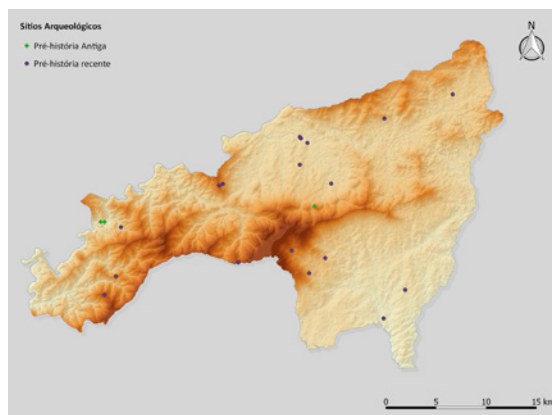 Sítios Arqueológicos
Pré-história Antiga
Pré-história recente
N
0 5 10 15 km